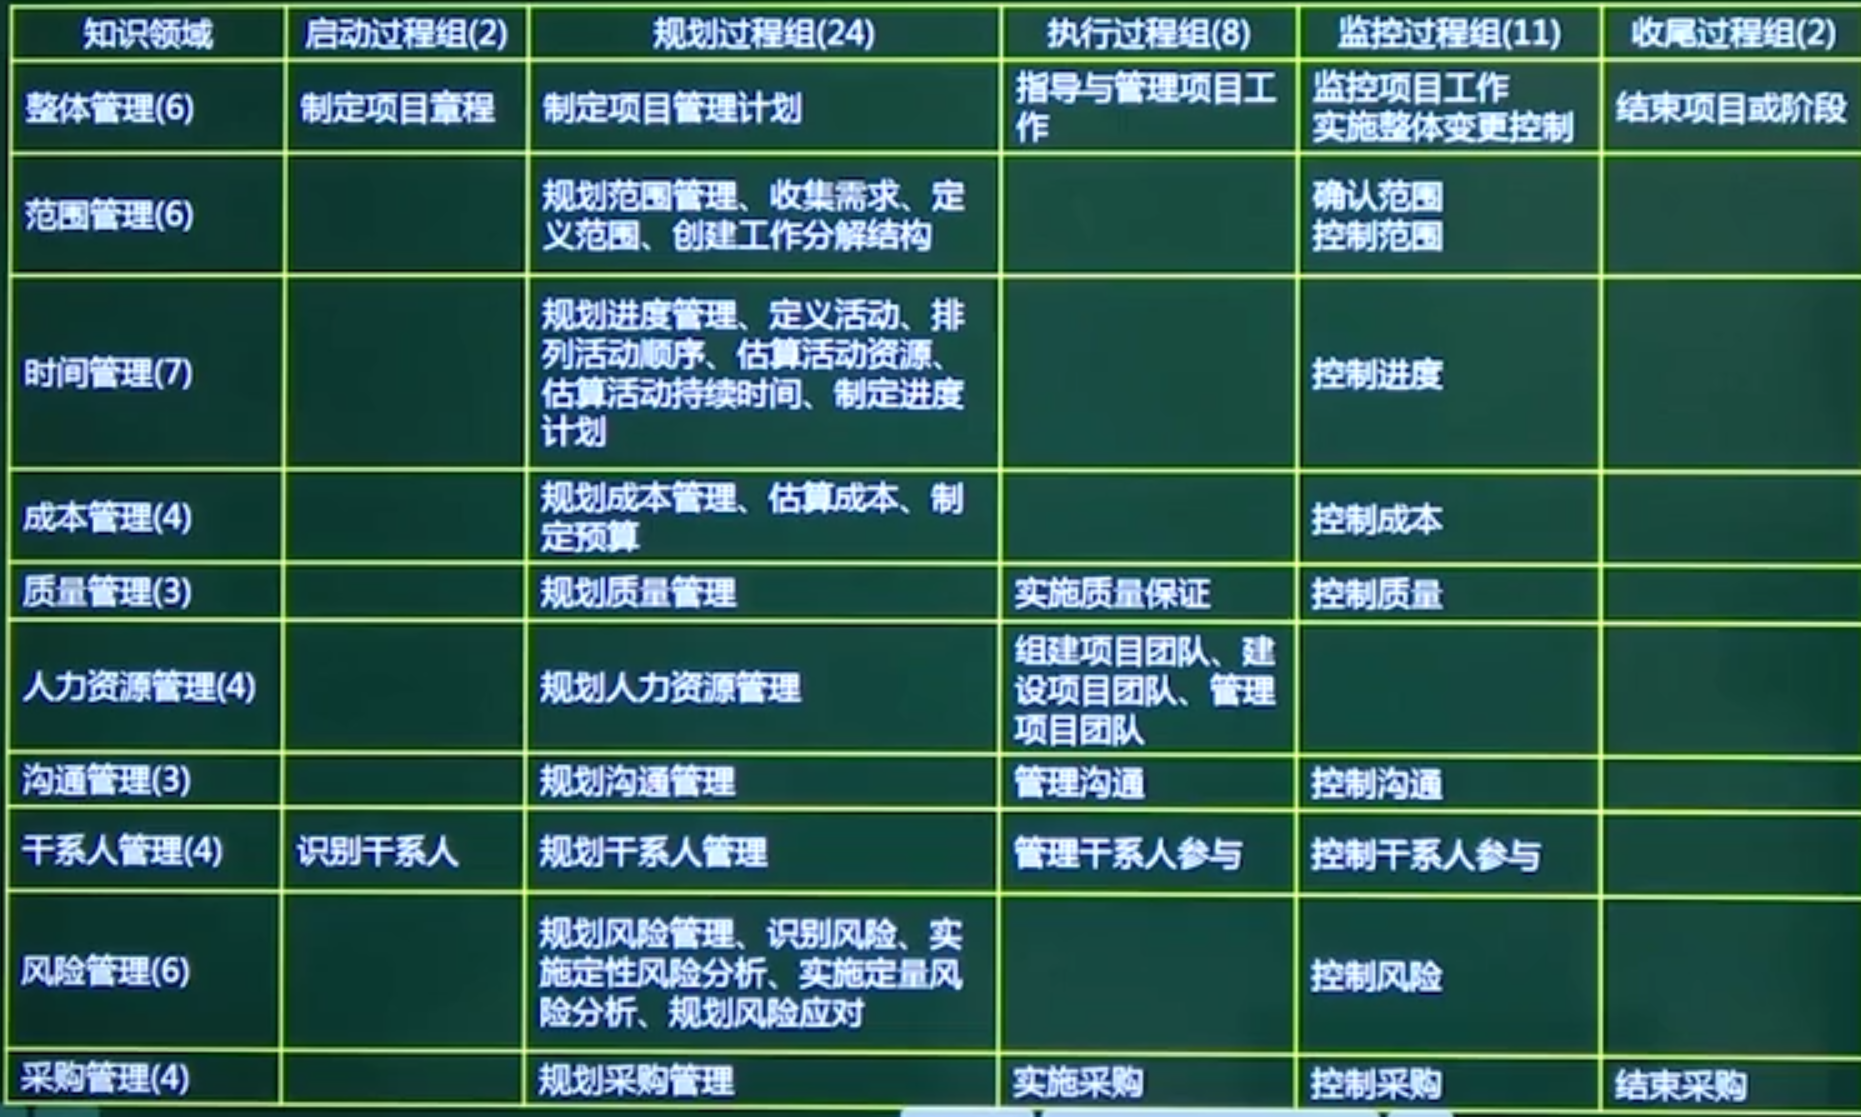 知识领域 启动过程组(2) 规划过程组(24) 执行过程组(8) 监控过程组(11) 收尾过程组(2)
整体管理(6)
制定项目章程
制定项目管理计划
指导与管理项目工
作
监控项目工作
实施整体变更控制
结束项目或阶段
范围管理(6)
规划范围管理、收集需求、定
义范围、创建工作分解结构
确认范围
控制范围
时间管理(7)
规划进度管理、定义活动、排
列活动顺序、估算活动资源、
估算活动持续时间、制定进度
计划
控制进度
成本管理(4)
规划成本管理、估算成本、制
定预算
控制成本
质量管理(3)
规划质量管理
实施质量保证
控制质量
人力资源管理(4)
规划人力资源管理
组建项目团队、建
设项目团队、管理
项目团队
沟通管理(3)
规划沟通管理
管理沟通
控制沟通
干系人管理(4)
识别干系人
规划干系人管理
管理干系人参与
控制干系人参与
风险管理(6)
规划风险管理、识别风险、实
施定性风险分析、实施定量风
险分析、规划风险应对
控制风险
采购管理(4)
规划采购管理
实施采购
控制采购
结束采购